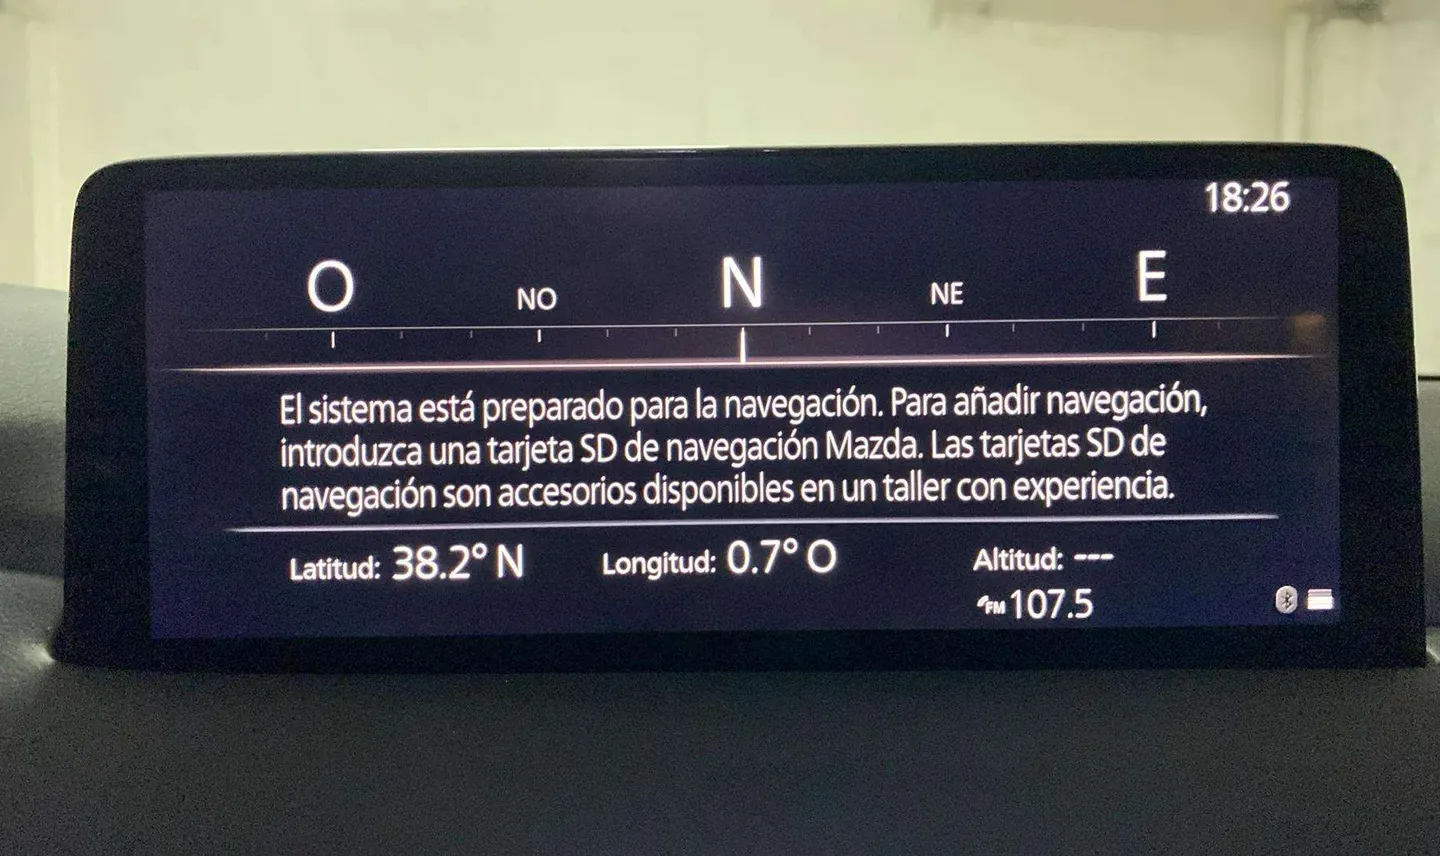 18:26
O NO N NE E
El sistema está preparado para la navegación. Para añadir navegación,
introduzca una tarjeta SD de navegación Mazda. Las tarjetas SD de
navegación son accesorios disponibles en un taller con experiencia.
Latitud: 38.2° N Longitud: 0.7° O Altitud: ---
FM 107.5